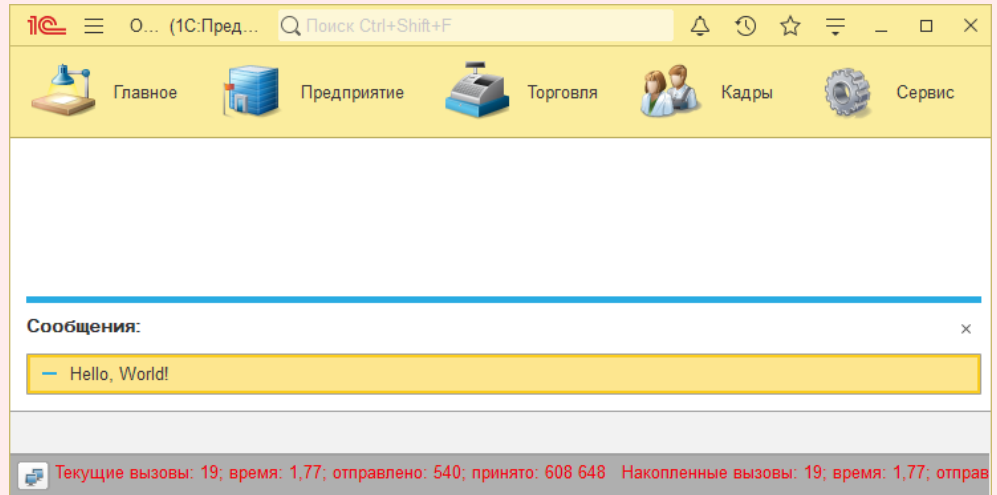 1С О... (1С:Пред... Поиск Ctrl+Shift+F
Главное Предприятие Торговля Кадры Сервис
Сообщения:
Hello, World!
Текущие вызовы: 19; время: 1,77; отправлено: 540; принято: 608 648 Накопленные вызовы: 19; время: 1,77; отправ